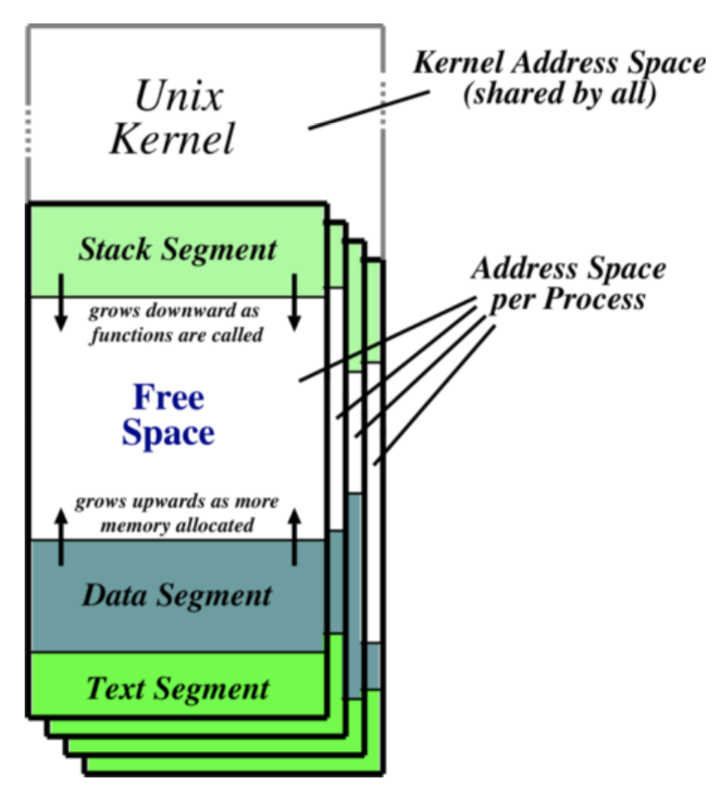 Unix
Kernel
Kernel Address Space
(shared by all)
Stack Segment
grows downward as
functions are called
Address Space
per Process
Free
Space
grows upwards as more
memory allocated
Data Segment
Text Segment